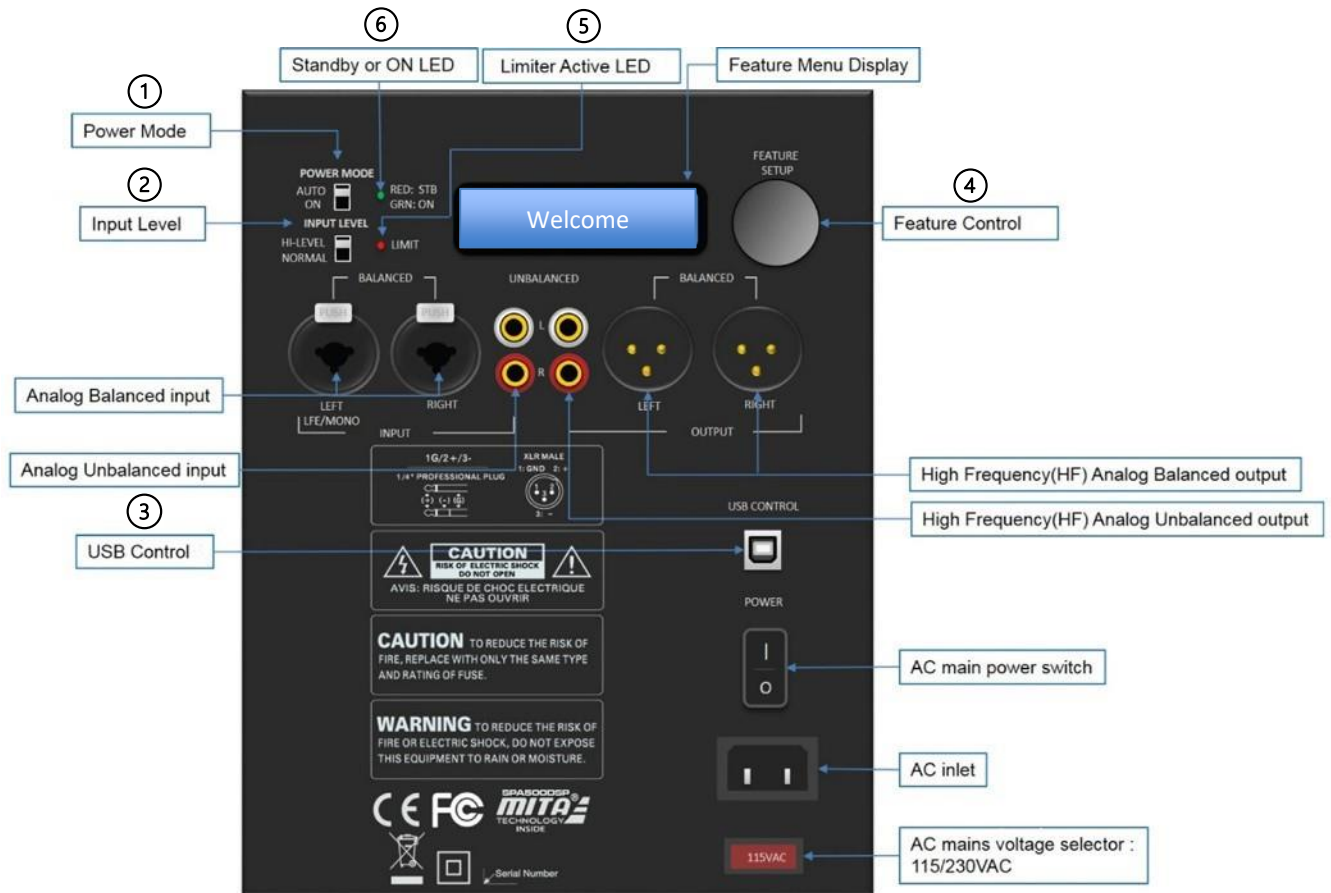 ⑥
⑤
Standby or ON LED
Limiter Active LED
Feature Menu Display
①
Power Mode
②
Input Level
POWER MODE
AUTO
ON
RED: STB
GRN: ON
INPUT LEVEL
HI-LEVEL
NORMAL
LIMIT
Welcome
FEATURE
SETUP
④
Feature Control
BALANCED
UNBALANCED
BALANCED
PUSH
PUSH
L
R
LEFT
RIGHT
LEFT
RIGHT
LFE/MONO
INPUT
OUTPUT
Analog Balanced input
Analog Unbalanced input
1G/2+/3-
1/4" PROFESSIONAL PLUG
(+) (-) (G)
XLR MALE
1: GND 2: +
1 2
3
3: −
High Frequency(HF) Analog Balanced output
High Frequency(HF) Analog Unbalanced output
③
USB Control
USB CONTROL
CAUTION
RISK OF ELECTRIC SHOCK
DO NOT OPEN
AVIS: RISQUE DE CHOC ELECTRIQUE
NE PAS OUVRIR
POWER
CAUTION TO REDUCE THE RISK OF
FIRE, REPLACE WITH ONLY THE SAME TYPE
AND RATING OF FUSE.
I
O
AC main power switch
WARNING TO REDUCE THE RISK OF
FIRE OR ELECTRIC SHOCK, DO NOT EXPOSE
THIS EQUIPMENT TO RAIN OR MOISTURE.
AC inlet
CE FC
SPA500DSP
MITA®
TECHNOLOGY
INSIDE
Serial Number
115VAC
AC mains voltage selector :
115/230VAC